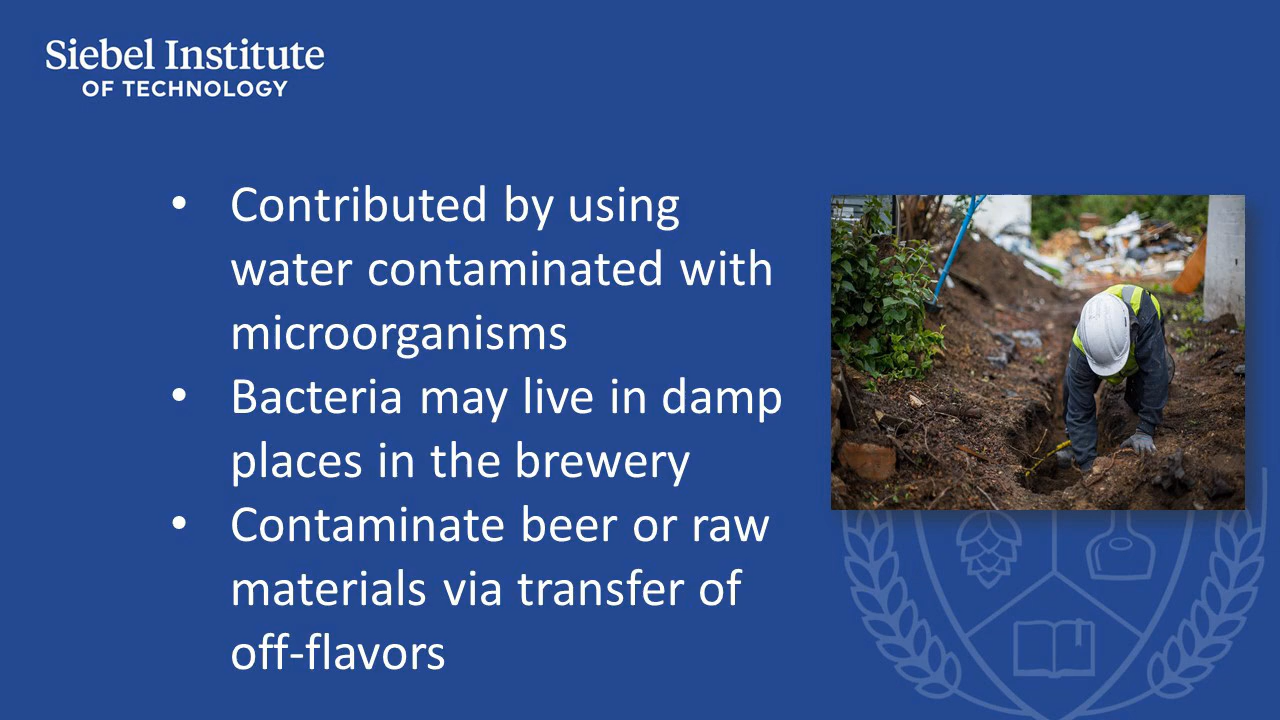 Siebel Institute
OF TECHNOLOGY
• Contributed by using
water contaminated with
microorganisms
• Bacteria may live in damp
places in the brewery
• Contaminate beer or raw
materials via transfer of
off-flavors